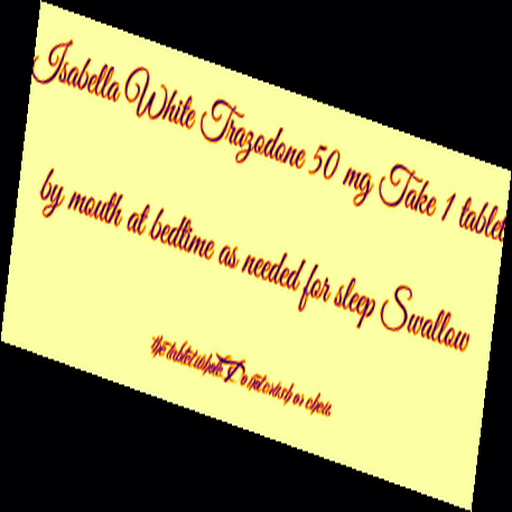 Isabella White Trazodone 50 mg Take 1 tablet
by mouth at bedtime as needed for sleep Swallow
the tablet whole. Do not crush or chew.